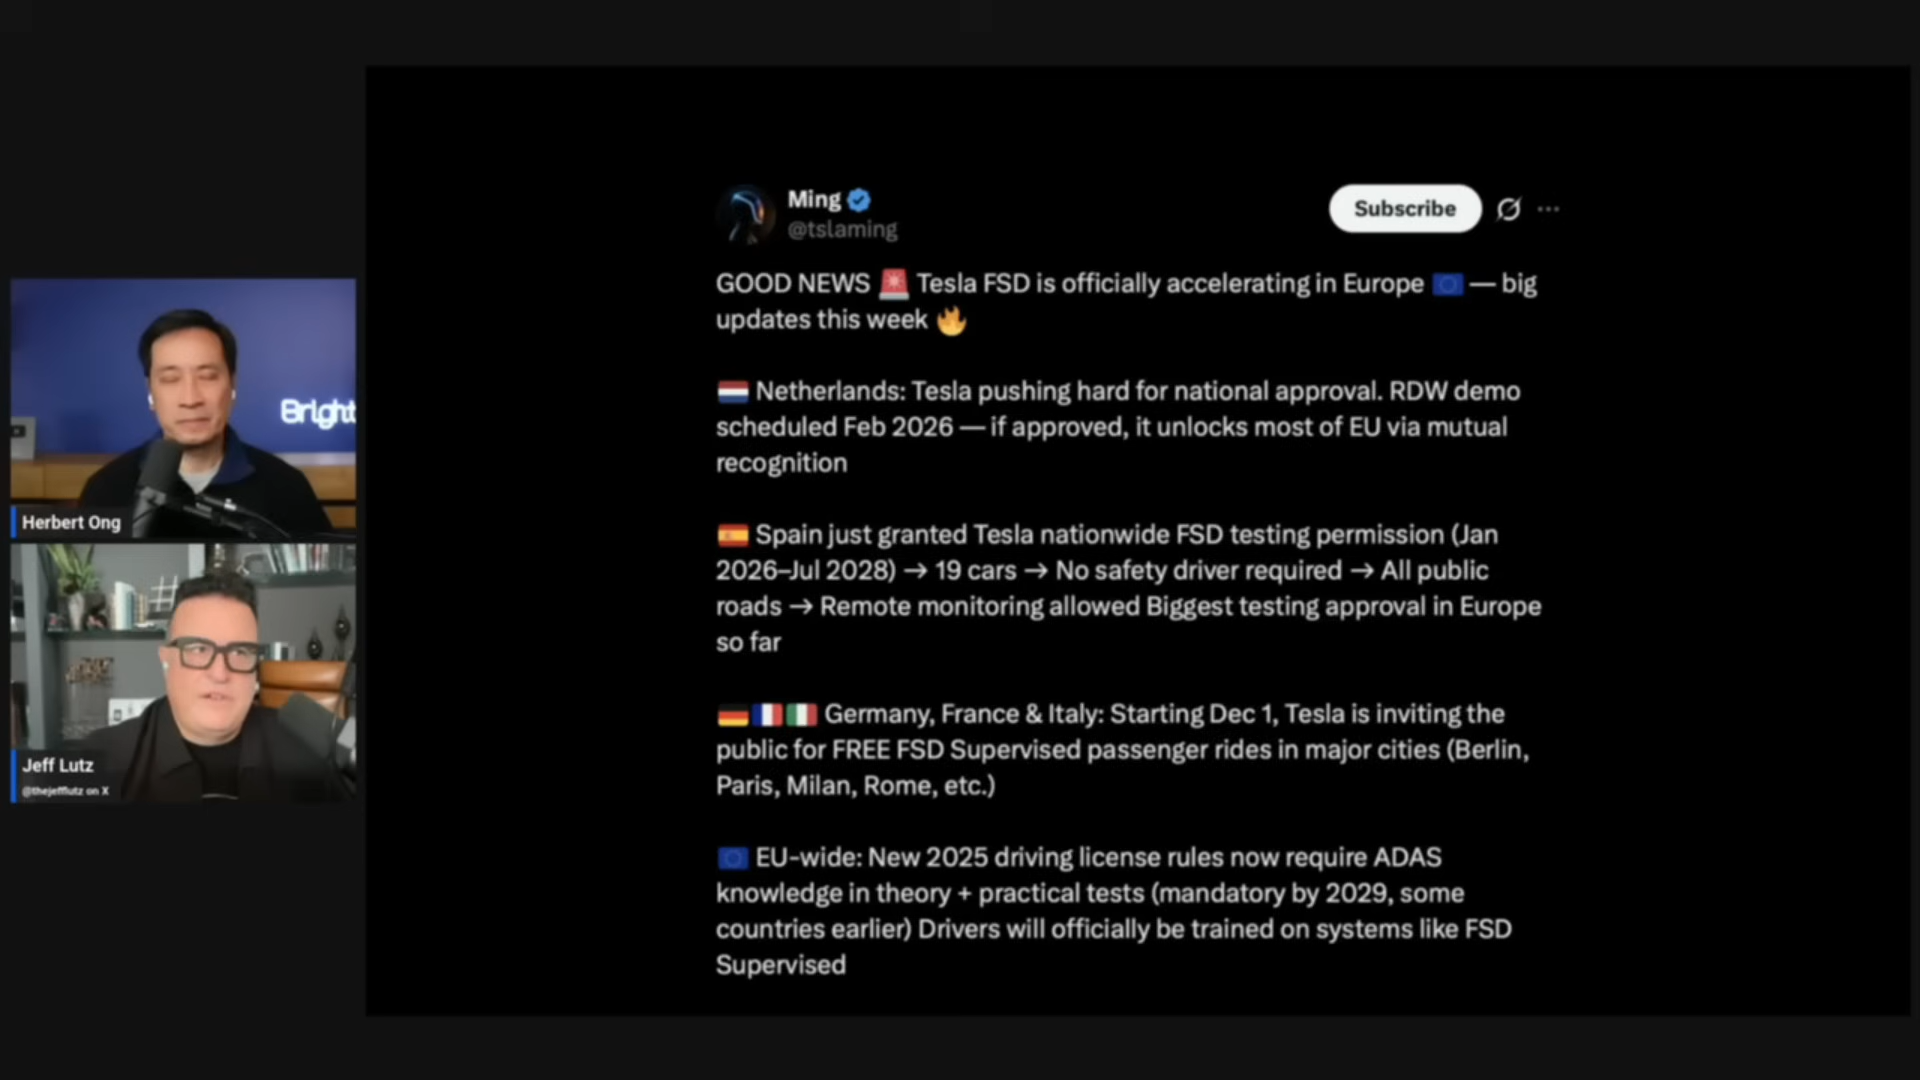 Ming
@tslaming
Subscribe
GOOD NEWS 🚨 Tesla FSD is officially accelerating in Europe 🇪🇺 — big
updates this week 🔥
🇳🇱 Netherlands: Tesla pushing hard for national approval. RDW demo
scheduled Feb 2026 — if approved, it unlocks most of EU via mutual
recognition
🇪🇸 Spain just granted Tesla nationwide FSD testing permission (Jan
2026–Jul 2028) → 19 cars → No safety driver required → All public
roads → Remote monitoring allowed Biggest testing approval in Europe
so far
🇩🇪🇫🇷🇮🇹 Germany, France & Italy: Starting Dec 1, Tesla is inviting the
public for FREE FSD Supervised passenger rides in major cities (Berlin,
Paris, Milan, Rome, etc.)
🇪🇺 EU-wide: New 2025 driving license rules now require ADAS
knowledge in theory + practical tests (mandatory by 2029, some
countries earlier) Drivers will officially be trained on systems like FSD
Supervised
Bright
Herbert Ong
Jeff Lutz
@thejefflutz on X